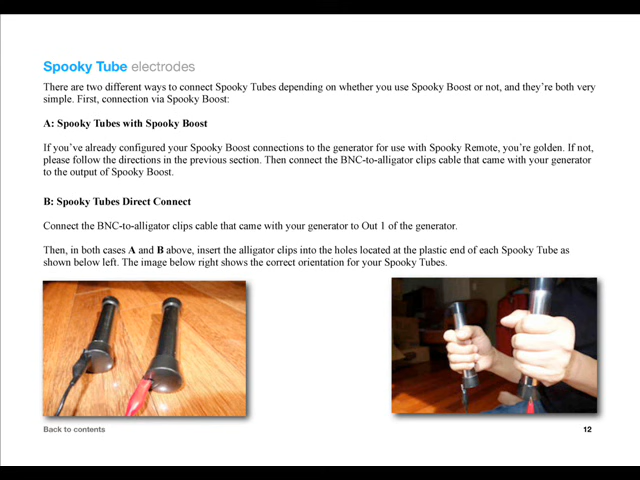 Spooky Tube electrodes
There are two different ways to connect Spooky Tubes depending on whether you use Spooky Boost or not, and they're both very
simple. First, connection via Spooky Boost:
A: Spooky Tubes with Spooky Boost
If you've already configured your Spooky Boost connections to the generator for use with Spooky Remote, you're golden. If not,
please follow the directions in the previous section. Then connect the BNC-to-alligator clips cable that came with your generator
to the output of Spooky Boost.
B: Spooky Tubes Direct Connect
Connect the BNC-to-alligator clips cable that came with your generator to Out 1 of the generator.
Then, in both cases A and B above, insert the alligator clips into the holes located at the plastic end of each Spooky Tube as
shown below left. The image below right shows the correct orientation for your Spooky Tubes.
Back to contents
12